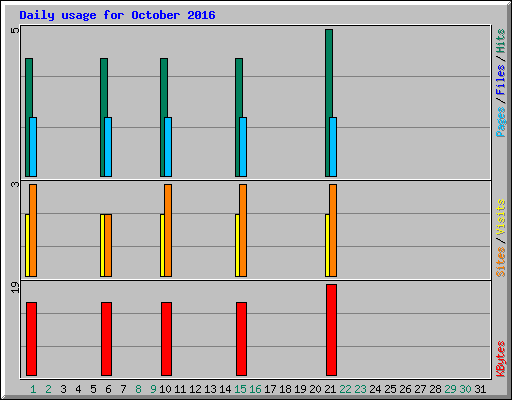 Daily usage for October 2016
5
3
19
Pages / Files / Hits
Sites / Visits
KBytes
1 2 3 4 5 6 7 8 9 10 11 12 13 14 15 16 17 18 19 20 21 22 23 24 25 26 27 28 29 30 31